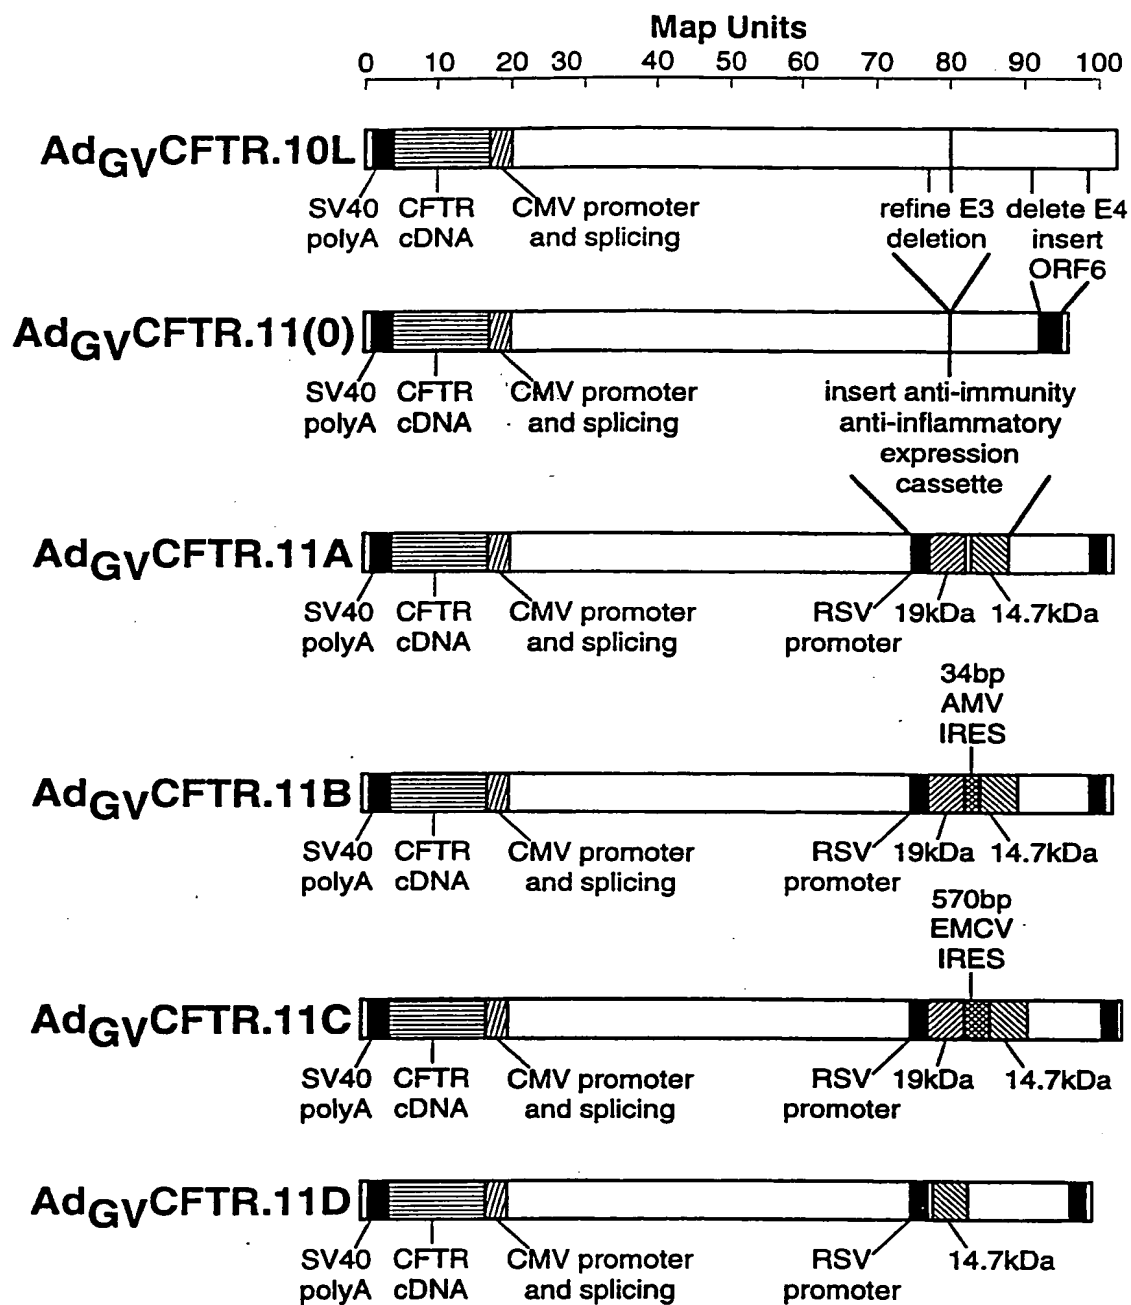 Map Units
0 10 20 30 40 50 60 70 80 90 100
AdGVCFTR.10L
SV40 CFTR CMV promoter refine E3 delete E4
polyA cDNA and splicing deletion insert
ORF6
AdGVCFTR.11(0)
SV40 CFTR CMV promoter insert anti-immunity
polyA cDNA and splicing anti-inflammatory
expression
cassette
AdGVCFTR.11A
SV40 CFTR CMV promoter RSV 19kDa 14.7kDa
polyA cDNA and splicing promoter
34bp
AMV
IRES
AdGVCFTR.11B
SV40 CFTR CMV promoter RSV 19kDa 14.7kDa
polyA cDNA and splicing promoter
570bp
EMCV
IRES
AdGVCFTR.11C
SV40 CFTR CMV promoter RSV 19kDa 14.7kDa
polyA cDNA and splicing promoter
AdGVCFTR.11D
SV40 CFTR CMV promoter RSV 14.7kDa
polyA cDNA and splicing promoter